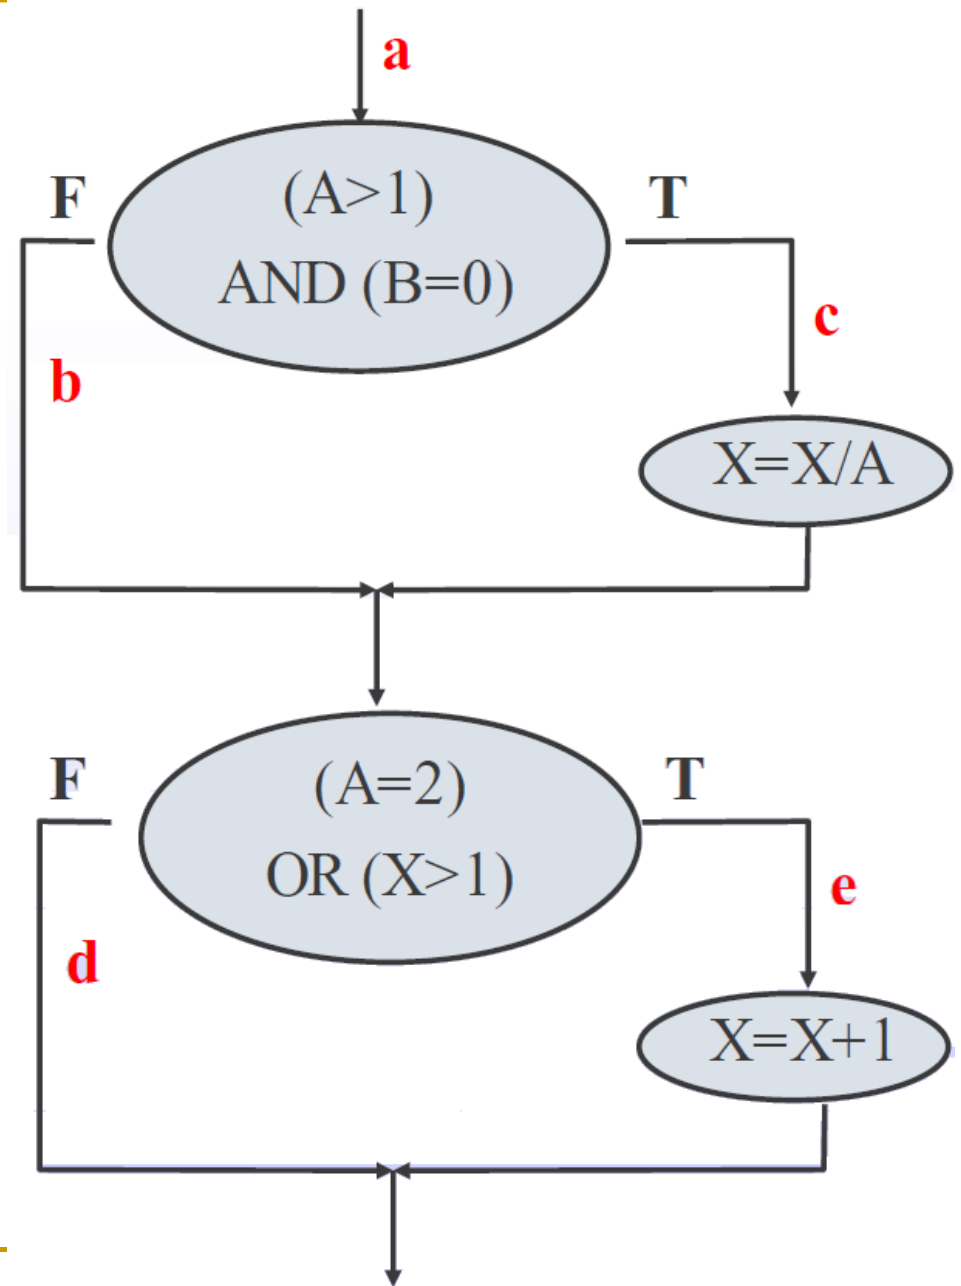 a
F
(A>1)
AND (B=0)
T
c
b
X=X/A
F
(A=2)
OR (X>1)
T
e
d
X=X+1